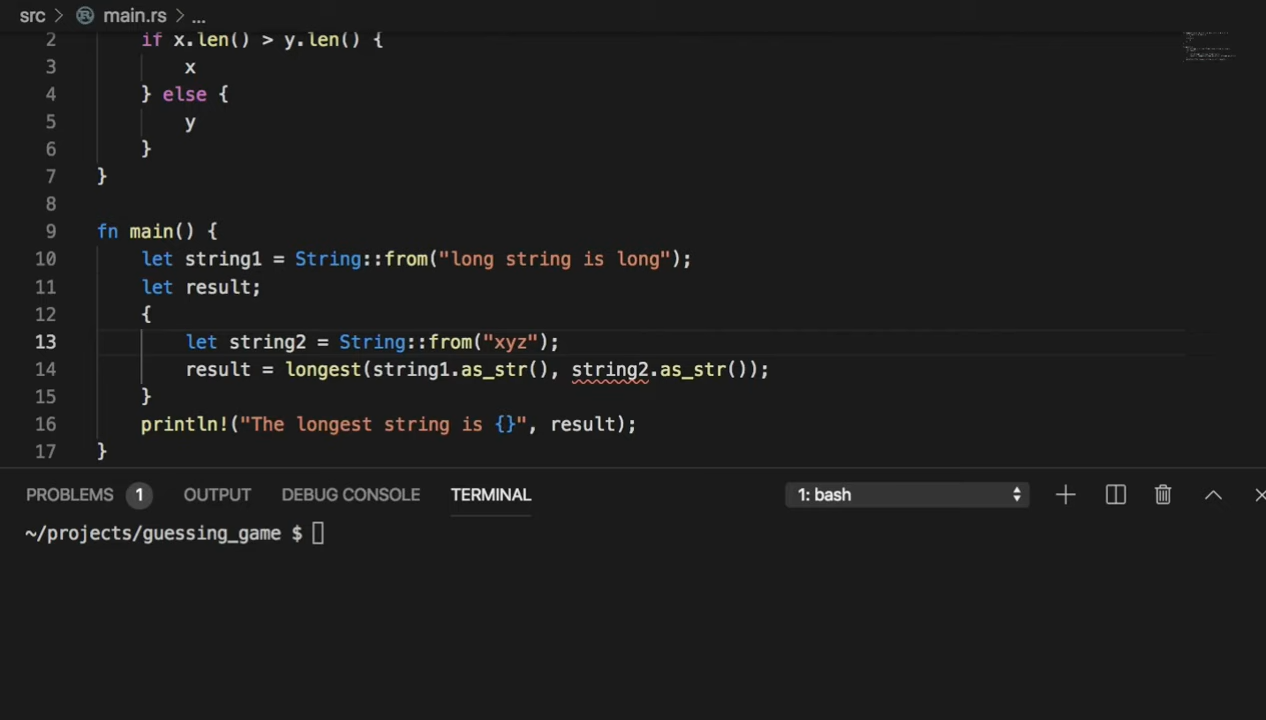 src > main.rs > ...
2 if x.len() > y.len() {
3 x
4 } else {
5 y
6 }
7 }
8
9 fn main() {
10 let string1 = String::from("long string is long");
11 let result;
12 {
13 let string2 = String::from("xyz");
14 result = longest(string1.as_str(), string2.as_str());
15 }
16 println!("The longest string is {}", result);
17 }
PROBLEMS 1 OUTPUT DEBUG CONSOLE TERMINAL 1: bash
~/projects/guessing_game $